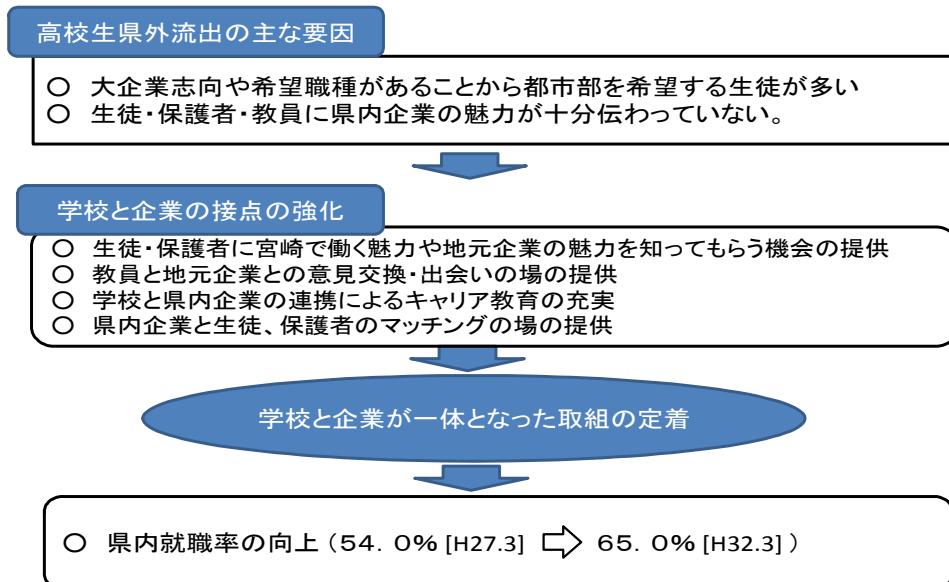 高校生県外流出の主な要因
○ 大企業志向や希望職種があることから都市部を希望する生徒が多い
○ 生徒・保護者・教員に県内企業の魅力が十分伝わっていない。
学校と企業の接点の強化
○ 生徒・保護者に宮崎で働く魅力や地元企業の魅力を知ってもらう機会の提供
○ 教員と地元企業との意見交換・出会いの場の提供
○ 学校と県内企業の連携によるキャリア教育の充実
○ 県内企業と生徒、保護者のマッチングの場の提供
学校と企業が一体となった取組の定着
○ 県内就職率の向上（54．0% [H27.3] ⇨ 65．0% [H32.3] ）